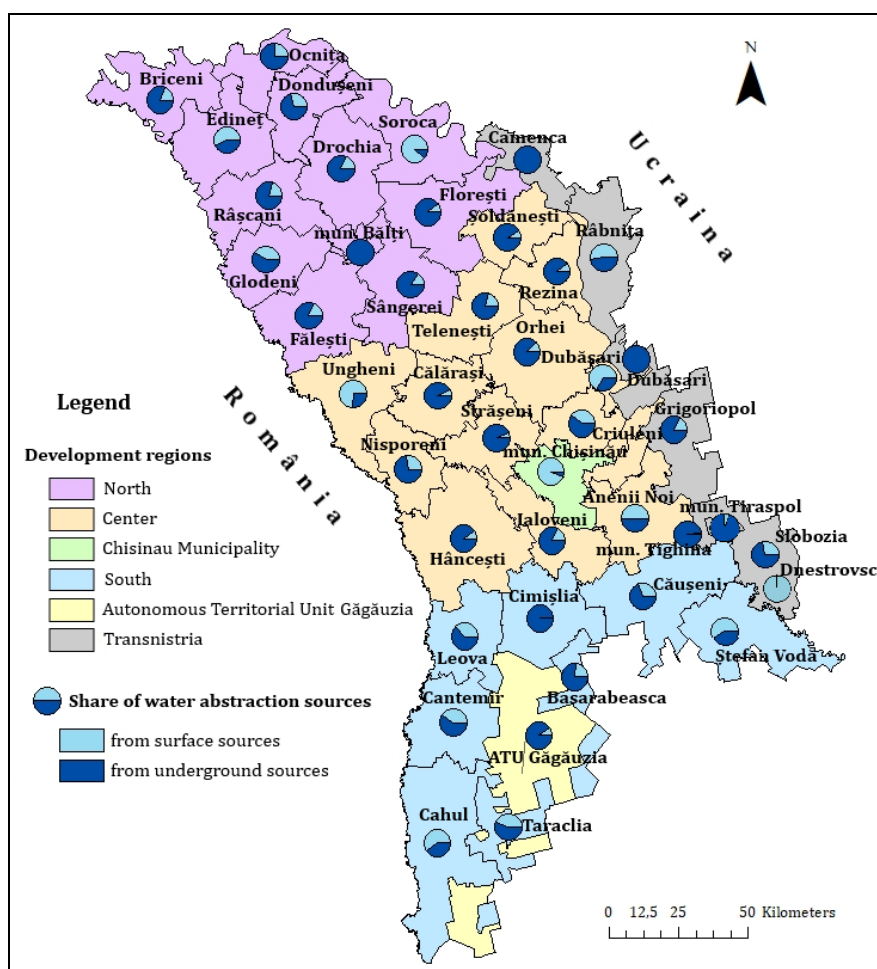 N
Ocnița
Briceni
Dondușeni
Edineț
Soroca
Camenca
Drochia
Ucraina
Florești
Râșcani
Șoldănești
mun. Bălți
Râbnița
Glodeni
Rezina
Sângerei
Telenești
Orhei
Fălești
Dubăsari
Ungheni
Călărași
Dubăsari
Legend
Strășeni
Grigoriopol
România
Criuleni
Nisporeni
mun. Chișinău
Development regions
Anenii Noi
mun. Tiraspol
North
Ialoveni
Slobozia
Center
Hâncești
mun. Tighina
Chisinau Municipality
Dnestrovsc
South
Cimișlia
Căușeni
Autonomous Territorial Unit Găgăuzia
Transnistria
Leova
Ștefan Vodă
Share of water abstraction sources
Cantemir
Başarabeasca
from surface sources
ATU Găgăuzia
from underground sources
Cahul
Taraclia
0 12,5 25 50 Kilometers